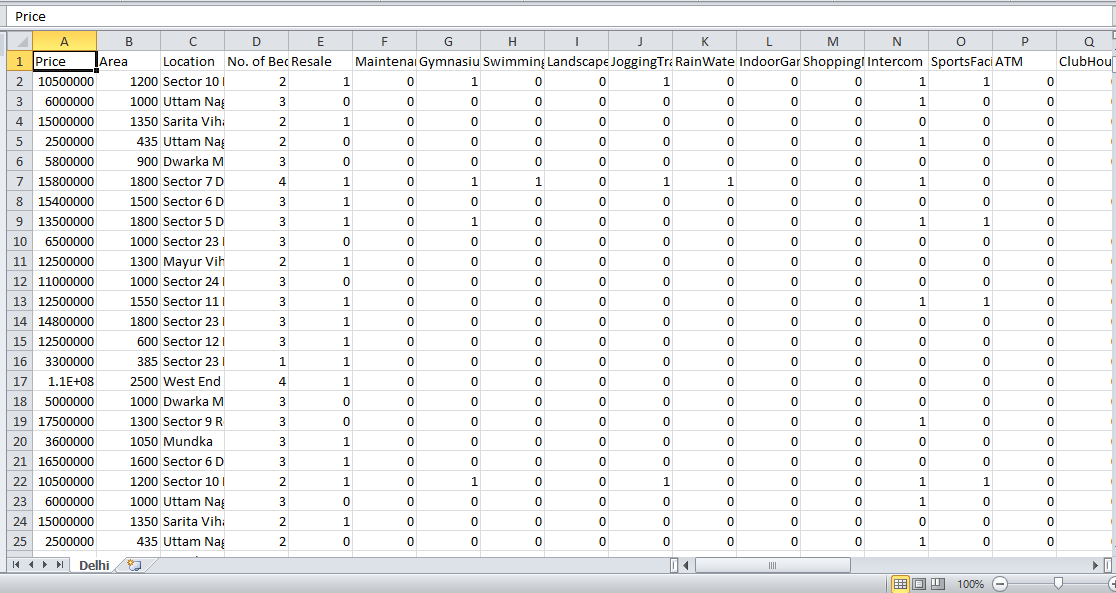 Price
A B C D E F G H I J K L M N O P Q
1 Price Area Location No. of Bed Resale Maintenan Gymnasiu Swimming Landscape JoggingTra RainWate IndoorGar ShoppingM Intercom SportsFaci ATM ClubHou
2 10500000 1200 Sector 10 2 1 0 1 0 0 1 0 0 0 1 1 0
3 6000000 1000 Uttam Nag 3 0 0 0 0 0 0 0 0 0 1 0 0
4 15000000 1350 Sarita Viha 2 1 0 0 0 0 0 0 0 0 0 0 0
5 2500000 435 Uttam Nag 2 0 0 0 0 0 0 0 0 0 1 0 0
6 5800000 900 Dwarka M 3 0 0 0 0 0 0 0 0 0 0 0 0
7 15800000 1800 Sector 7 D 4 1 0 1 1 0 1 1 0 0 1 0 0
8 15400000 1500 Sector 6 D 3 1 0 0 0 0 0 0 0 0 0 0 0
9 13500000 1800 Sector 5 D 3 1 0 1 0 0 0 0 0 0 1 1 0
10 6500000 1000 Sector 23 3 0 0 0 0 0 0 0 0 0 0 0 0
11 12500000 1300 Mayur Vih 2 1 0 0 0 0 0 0 0 0 0 0 0
12 11000000 1000 Sector 24 3 0 0 0 0 0 0 0 0 0 0 0 0
13 12500000 1550 Sector 11 3 1 0 0 0 0 0 0 0 0 1 1 0
14 14800000 1800 Sector 23 3 1 0 0 0 0 0 0 0 0 0 0 0
15 12500000 600 Sector 12 3 1 0 0 0 0 0 0 0 0 0 0 0
16 3300000 385 Sector 23 1 1 0 0 0 0 0 0 0 0 0 0 0
17 1.1E+08 2500 West End 4 1 0 0 0 0 0 0 0 0 0 0 0
18 5000000 1000 Dwarka M 3 0 0 0 0 0 0 0 0 0 0 0 0
19 17500000 1300 Sector 9 R 3 0 0 0 0 0 0 0 0 0 1 0 0
20 3600000 1050 Mundka 3 1 0 0 0 0 0 0 0 0 0 0 0
21 16500000 1600 Sector 6 D 3 1 0 0 0 0 0 0 0 0 0 0 0
22 10500000 1200 Sector 10 2 1 0 1 0 0 1 0 0 0 1 1 0
23 6000000 1000 Uttam Nag 3 0 0 0 0 0 0 0 0 0 1 0 0
24 15000000 1350 Sarita Viha 2 1 0 0 0 0 0 0 0 0 0 0 0
25 2500000 435 Uttam Nag 2 0 0 0 0 0 0 0 0 0 1 0 0
Delhi
100%